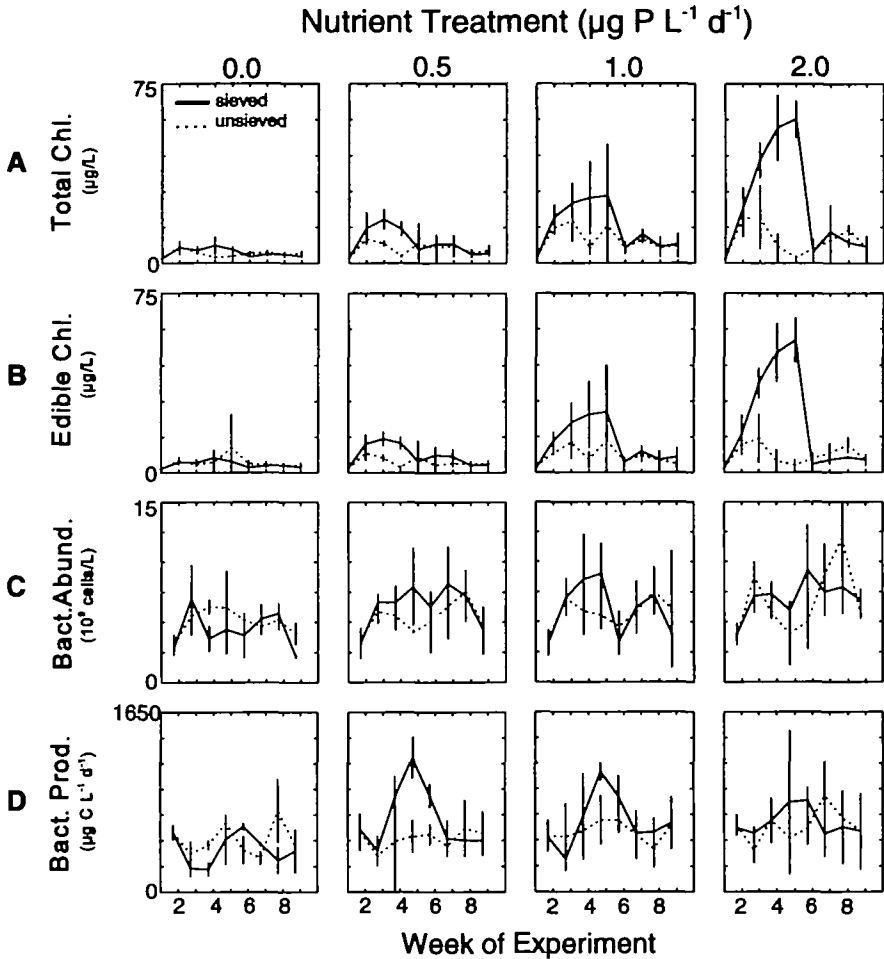 Nutrient Treatment (µg P L⁻¹ d⁻¹)
0.0 0.5 1.0 2.0
A
Total Chl.
(µg/L)
75
0
sieved
unsieved
B
Edible Chl.
(µg/L)
75
0
C
Bact.Abund.
(10⁹ cells/L)
15
0
D
Bact. Prod.
(µg C L⁻¹ d⁻¹)
1650
0
2 4 6 8 2 4 6 8 2 4 6 8 2 4 6 8
Week of Experiment